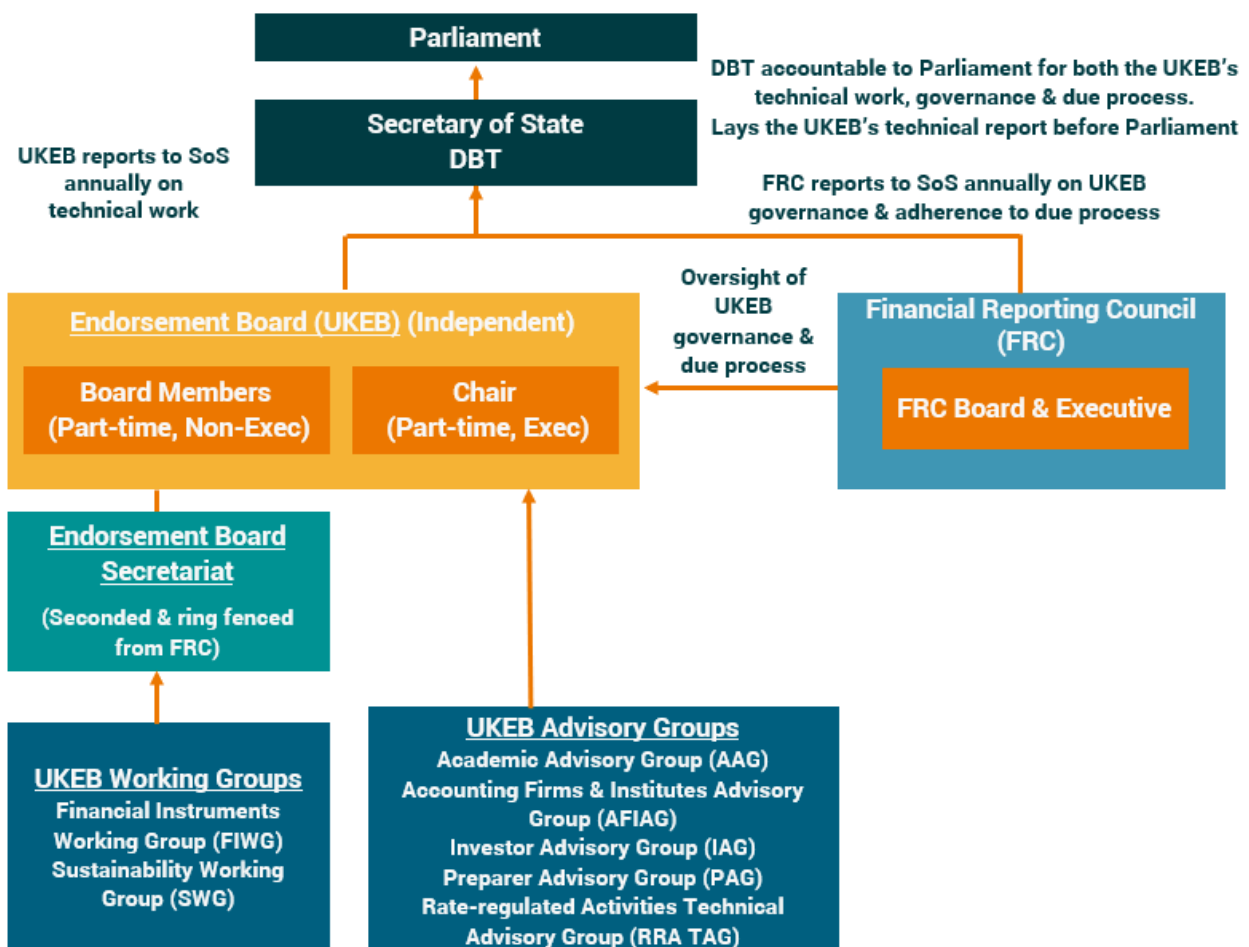 Parliament
DBT accountable to Parliament for both the UKEB's
technical work, governance & due process.
Lays the UKEB's technical report before Parliament
Secretary of State
DBT
UKEB reports to SoS
annually on
technical work
FRC reports to SoS annually on UKEB
governance & adherence to due process
Endorsement Board (UKEB) (Independent)
Board Members
(Part-time, Non-Exec)
Chair
(Part-time, Exec)
Oversight of
UKEB
governance &
due process
Financial Reporting Council
(FRC)
FRC Board & Executive
Endorsement Board
Secretariat
(Seconded & ring fenced
from FRC)
UKEB Working Groups
Financial Instruments
Working Group (FIWG)
Sustainability Working
Group (SWG)
UKEB Advisory Groups
Academic Advisory Group (AAG)
Accounting Firms & Institutes Advisory
Group (AFIAG)
Investor Advisory Group (IAG)
Preparer Advisory Group (PAG)
Rate-regulated Activities Technical
Advisory Group (RRA TAG)